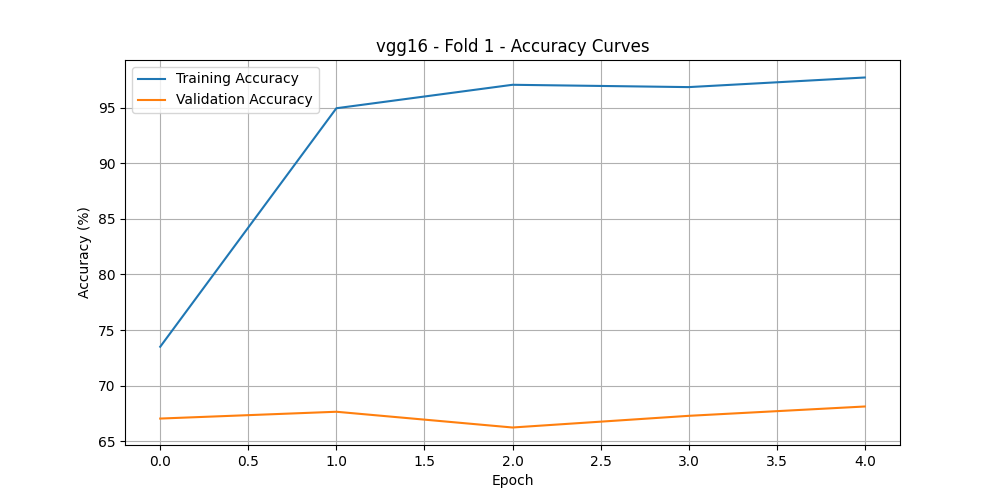 vgg16 - Fold 1 - Accuracy Curves
Training Accuracy
Validation Accuracy
Accuracy (%)
95
90
85
80
75
70
65
0.0 0.5 1.0 1.5 2.0 2.5 3.0 3.5 4.0
Epoch